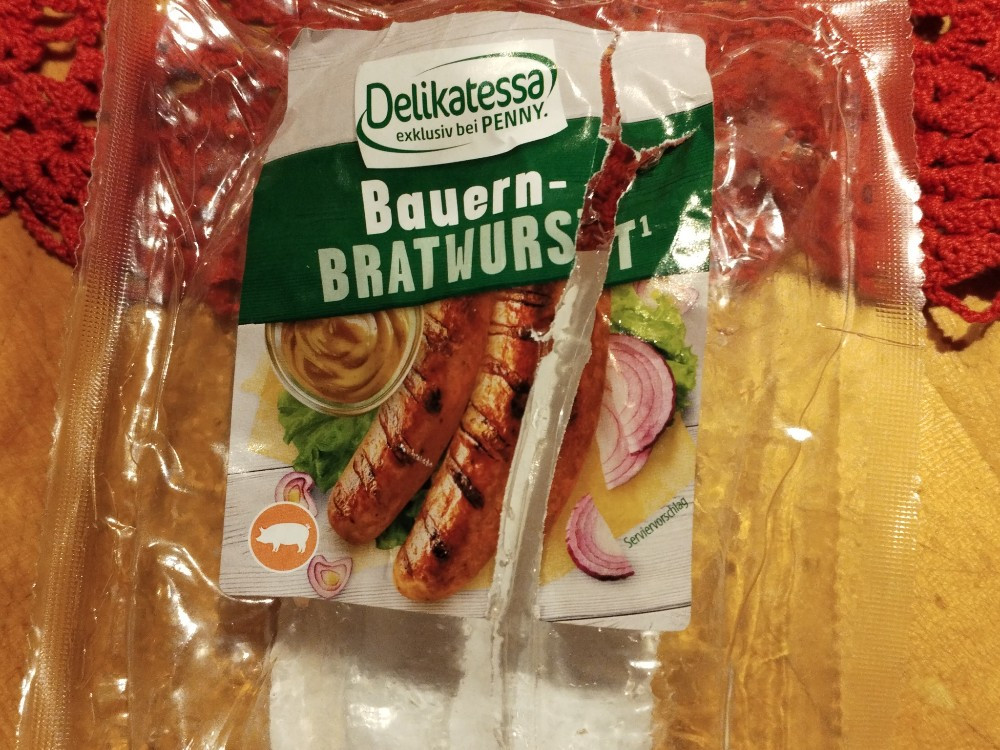 Delikatessa
exklusiv bei PENNY.
Bauern-
BRATWURST¹
Serviervorschlag